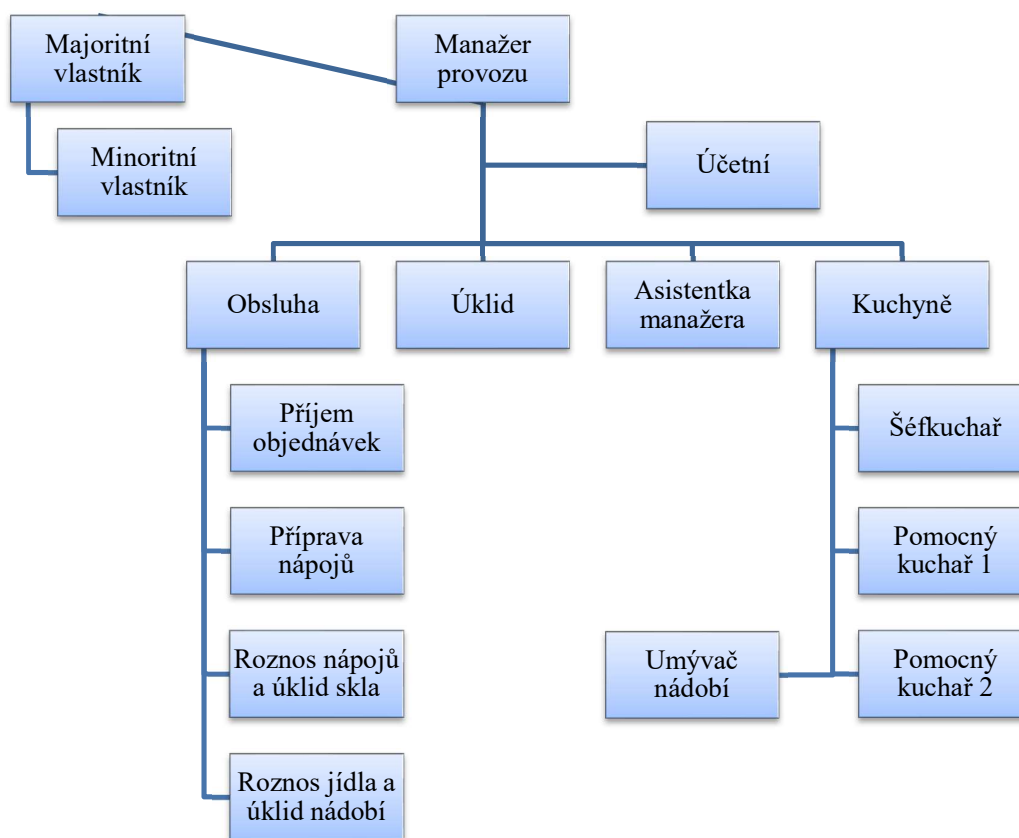 Majoritní
vlastník
Manažer
provozu
Minoritní
vlastník
Účetní
Obsluha
Úklid
Asistentka
manažera
Kuchyně
Příjem
objednávek
Šéfkuchař
Příprava
nápojů
Pomocný
kuchař 1
Roznos nápojů
a úklid skla
Umývač
nádobí
Pomocný
kuchař 2
Roznos jídla a
úklid nádobí